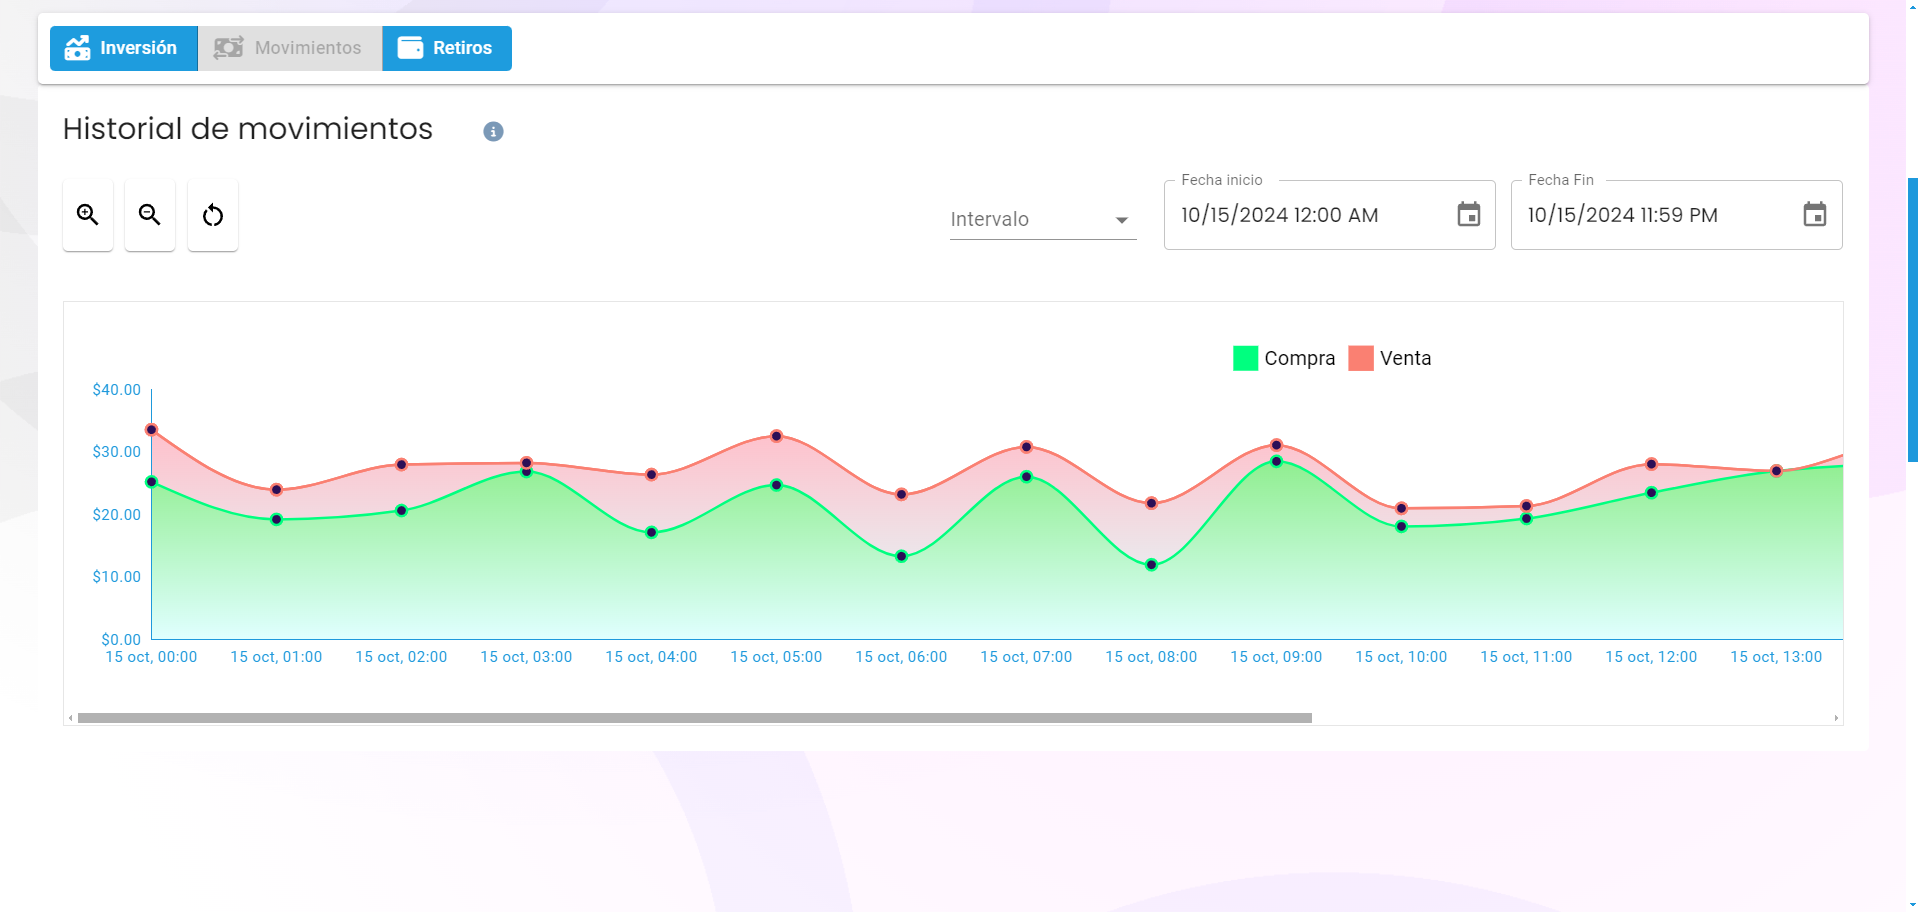 Inversión Movimientos Retiros
Historial de movimientos
Intervalo
Fecha inicio
10/15/2024 12:00 AM
Fecha Fin
10/15/2024 11:59 PM
Compra Venta
$40.00
$30.00
$20.00
$10.00
$0.00
15 oct, 00:00 15 oct, 01:00 15 oct, 02:00 15 oct, 03:00 15 oct, 04:00 15 oct, 05:00 15 oct, 06:00 15 oct, 07:00 15 oct, 08:00 15 oct, 09:00 15 oct, 10:00 15 oct, 11:00 15 oct, 12:00 15 oct, 13:00